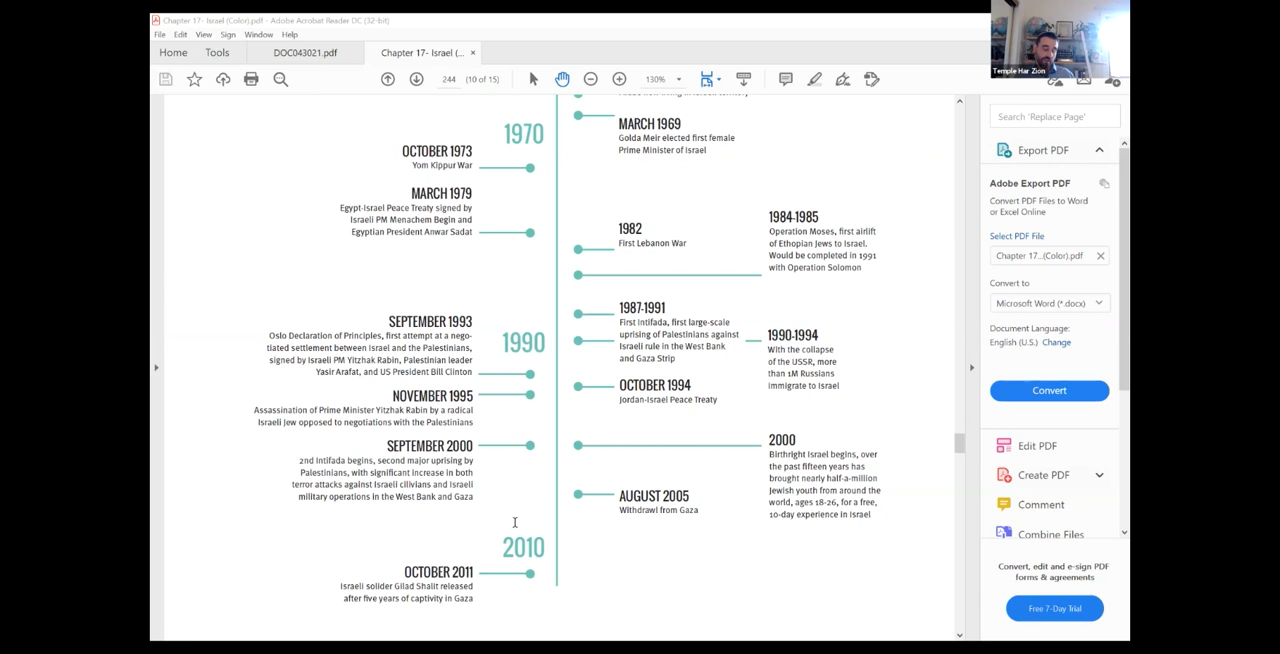 Chapter 17- Israel (Color).pdf - Adobe Acrobat Reader DC (32-bit)
File Edit View Sign Window Help
Home Tools DOC043021.pdf Chapter 17- Israel (... ×
244 (10 of 15) 130%
Temple Har Zion
1970
MARCH 1969
Golda Meir elected first female
Prime Minister of Israel
OCTOBER 1973
Yom Kippur War
MARCH 1979
Egypt-Israel Peace Treaty signed by
Israeli PM Menachem Begin and
Egyptian President Anwar Sadat
1982
First Lebanon War
1984-1985
Operation Moses, first airlift
of Ethopian Jews to Israel.
Would be completed in 1991
with Operation Solomon
1987-1991
First Intifada, first large-scale
uprising of Palestinians against
Israeli rule in the West Bank
and Gaza Strip
SEPTEMBER 1993
Oslo Declaration of Principles, first attempt at a nego-
tiated settlement between Israel and the Palestinians,
signed by Israeli PM Yitzhak Rabin, Palestinian leader
Yasir Arafat, and US President Bill Clinton
1990
1990-1994
With the collapse
of the USSR, more
than 1M Russians
immigrate to Israel
OCTOBER 1994
Jordan-Israel Peace Treaty
NOVEMBER 1995
Assassination of Prime Minister Yitzhak Rabin by a radical
Israeli Jew opposed to negotiations with the Palestinians
SEPTEMBER 2000
2nd Intifada begins, second major uprising by
Palestinians, with significant increase in both
terror attacks against Israeli cilivians and Israeli
military operations in the West Bank and Gaza
2000
Birthright Israel begins, over
the past fifteen years has
brought nearly half-a-million
Jewish youth from around the
world, ages 18-26, for a free,
10-day experience in Israel
AUGUST 2005
Withdrawl from Gaza
2010
OCTOBER 2011
Israeli solider Gilad Shalit released
after five years of captivity in Gaza
Search 'Replace Page'
Export PDF
Adobe Export PDF
Convert PDF Files to Word
or Excel Online
Select PDF File
Chapter 17...(Color).pdf ×
Convert to
Microsoft Word (*.docx)
Document Language:
English (U.S.) Change
Convert
Edit PDF
Create PDF
Comment
Combine Files
Convert, edit and e-sign PDF
forms & agreements
Free 7-Day Trial